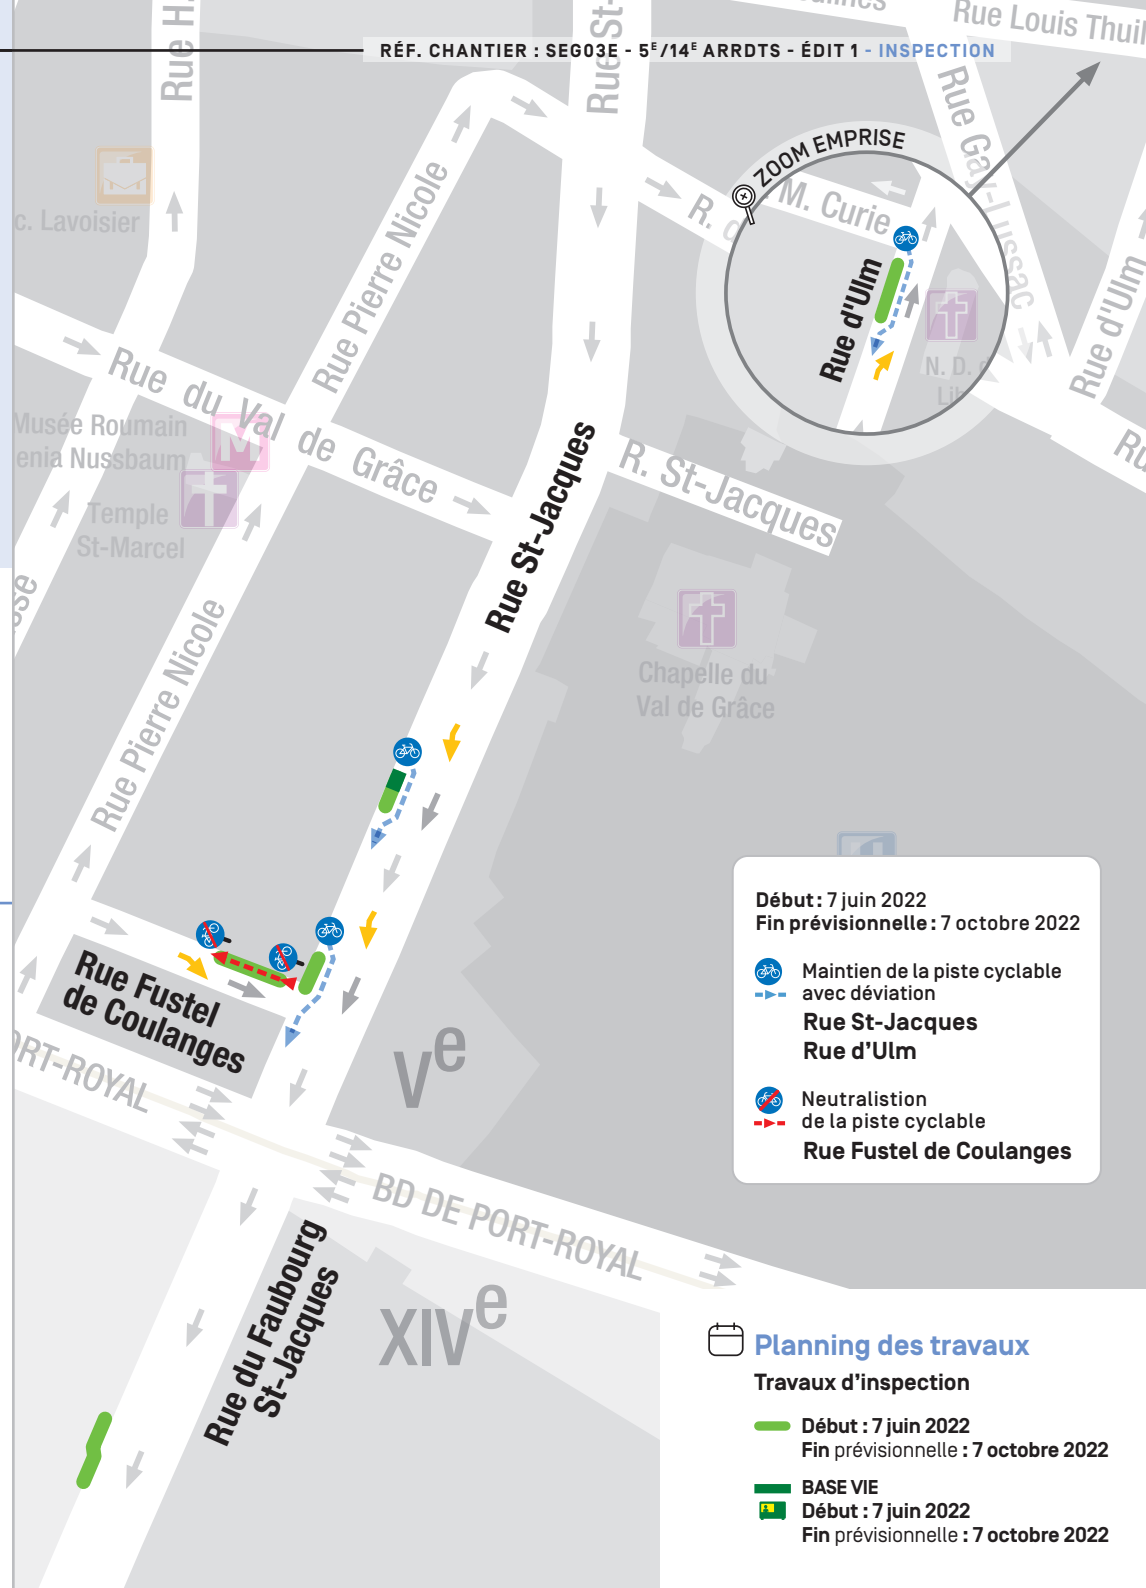 RÉF. CHANTIER : SEG03E - 5E/14E ARRDTS - ÉDIT 1 - INSPECTION
Rue Louis Thuil
Rue H
Rue St-
Rue Gay-Lussac
ZOOM EMPRISE
M. Curie
R.
Rue d'Ulm
Rue d'Ulm
N. D. d
Lib
Ru
c. Lavoisier
Rue Pierre Nicole
Rue du Val de Grâce
Musée Roumain
enia Nussbaum
M
Temple
St-Marcel
Rue St-Jacques
R. St-Jacques
Chapelle du
Val de Grâce
sse
Rue Pierre Nicole
Rue Fustel
de Coulanges
ORT-ROYAL
Ve
BD DE PORT-ROYAL
XIVe
Rue du Faubourg
St-Jacques
Début : 7 juin 2022
Fin prévisionnelle : 7 octobre 2022
Maintien de la piste cyclable
avec déviation
Rue St-Jacques
Rue d'Ulm
Neutralistion
de la piste cyclable
Rue Fustel de Coulanges
Planning des travaux
Travaux d'inspection
Début : 7 juin 2022
Fin prévisionnelle : 7 octobre 2022
BASE VIE
Début : 7 juin 2022
Fin prévisionnelle : 7 octobre 2022